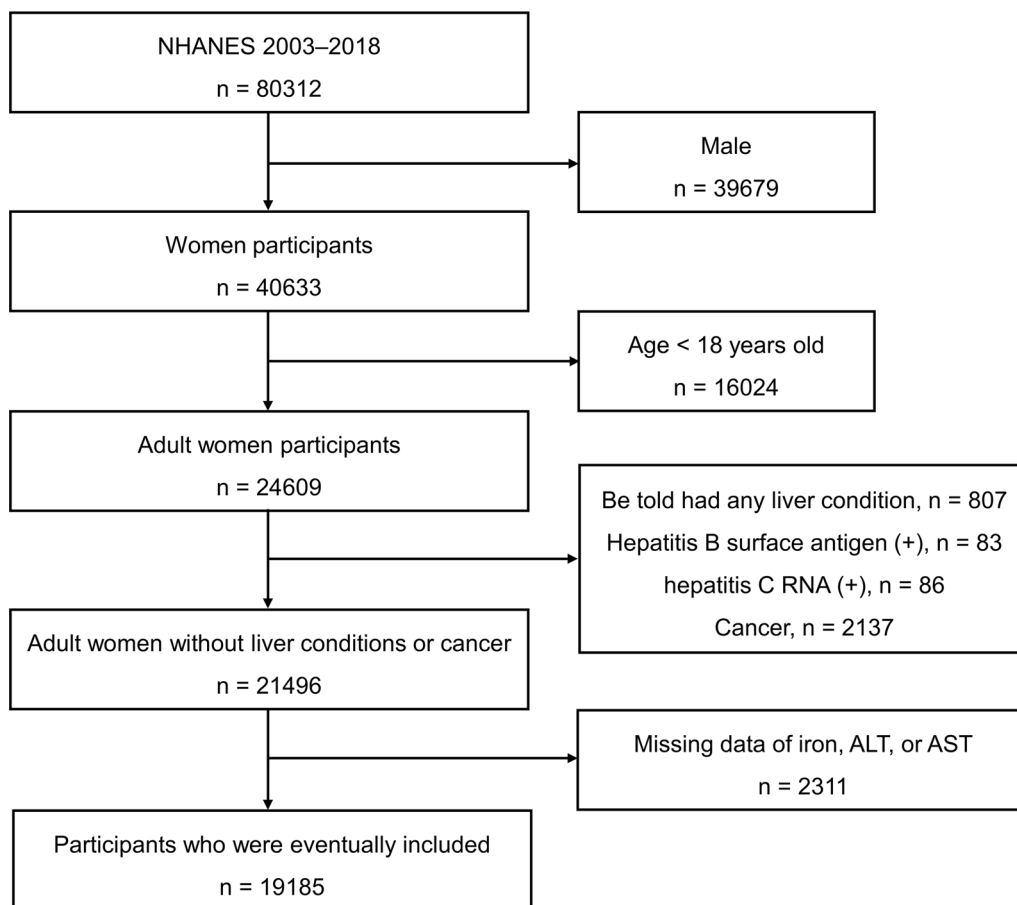 NHANES 2003–2018
n = 80312
Male
n = 39679
Women participants
n = 40633
Age < 18 years old
n = 16024
Adult women participants
n = 24609
Be told had any liver condition, n = 807
Hepatitis B surface antigen (+), n = 83
hepatitis C RNA (+), n = 86
Cancer, n = 2137
Adult women without liver conditions or cancer
n = 21496
Missing data of iron, ALT, or AST
n = 2311
Participants who were eventually included
n = 19185